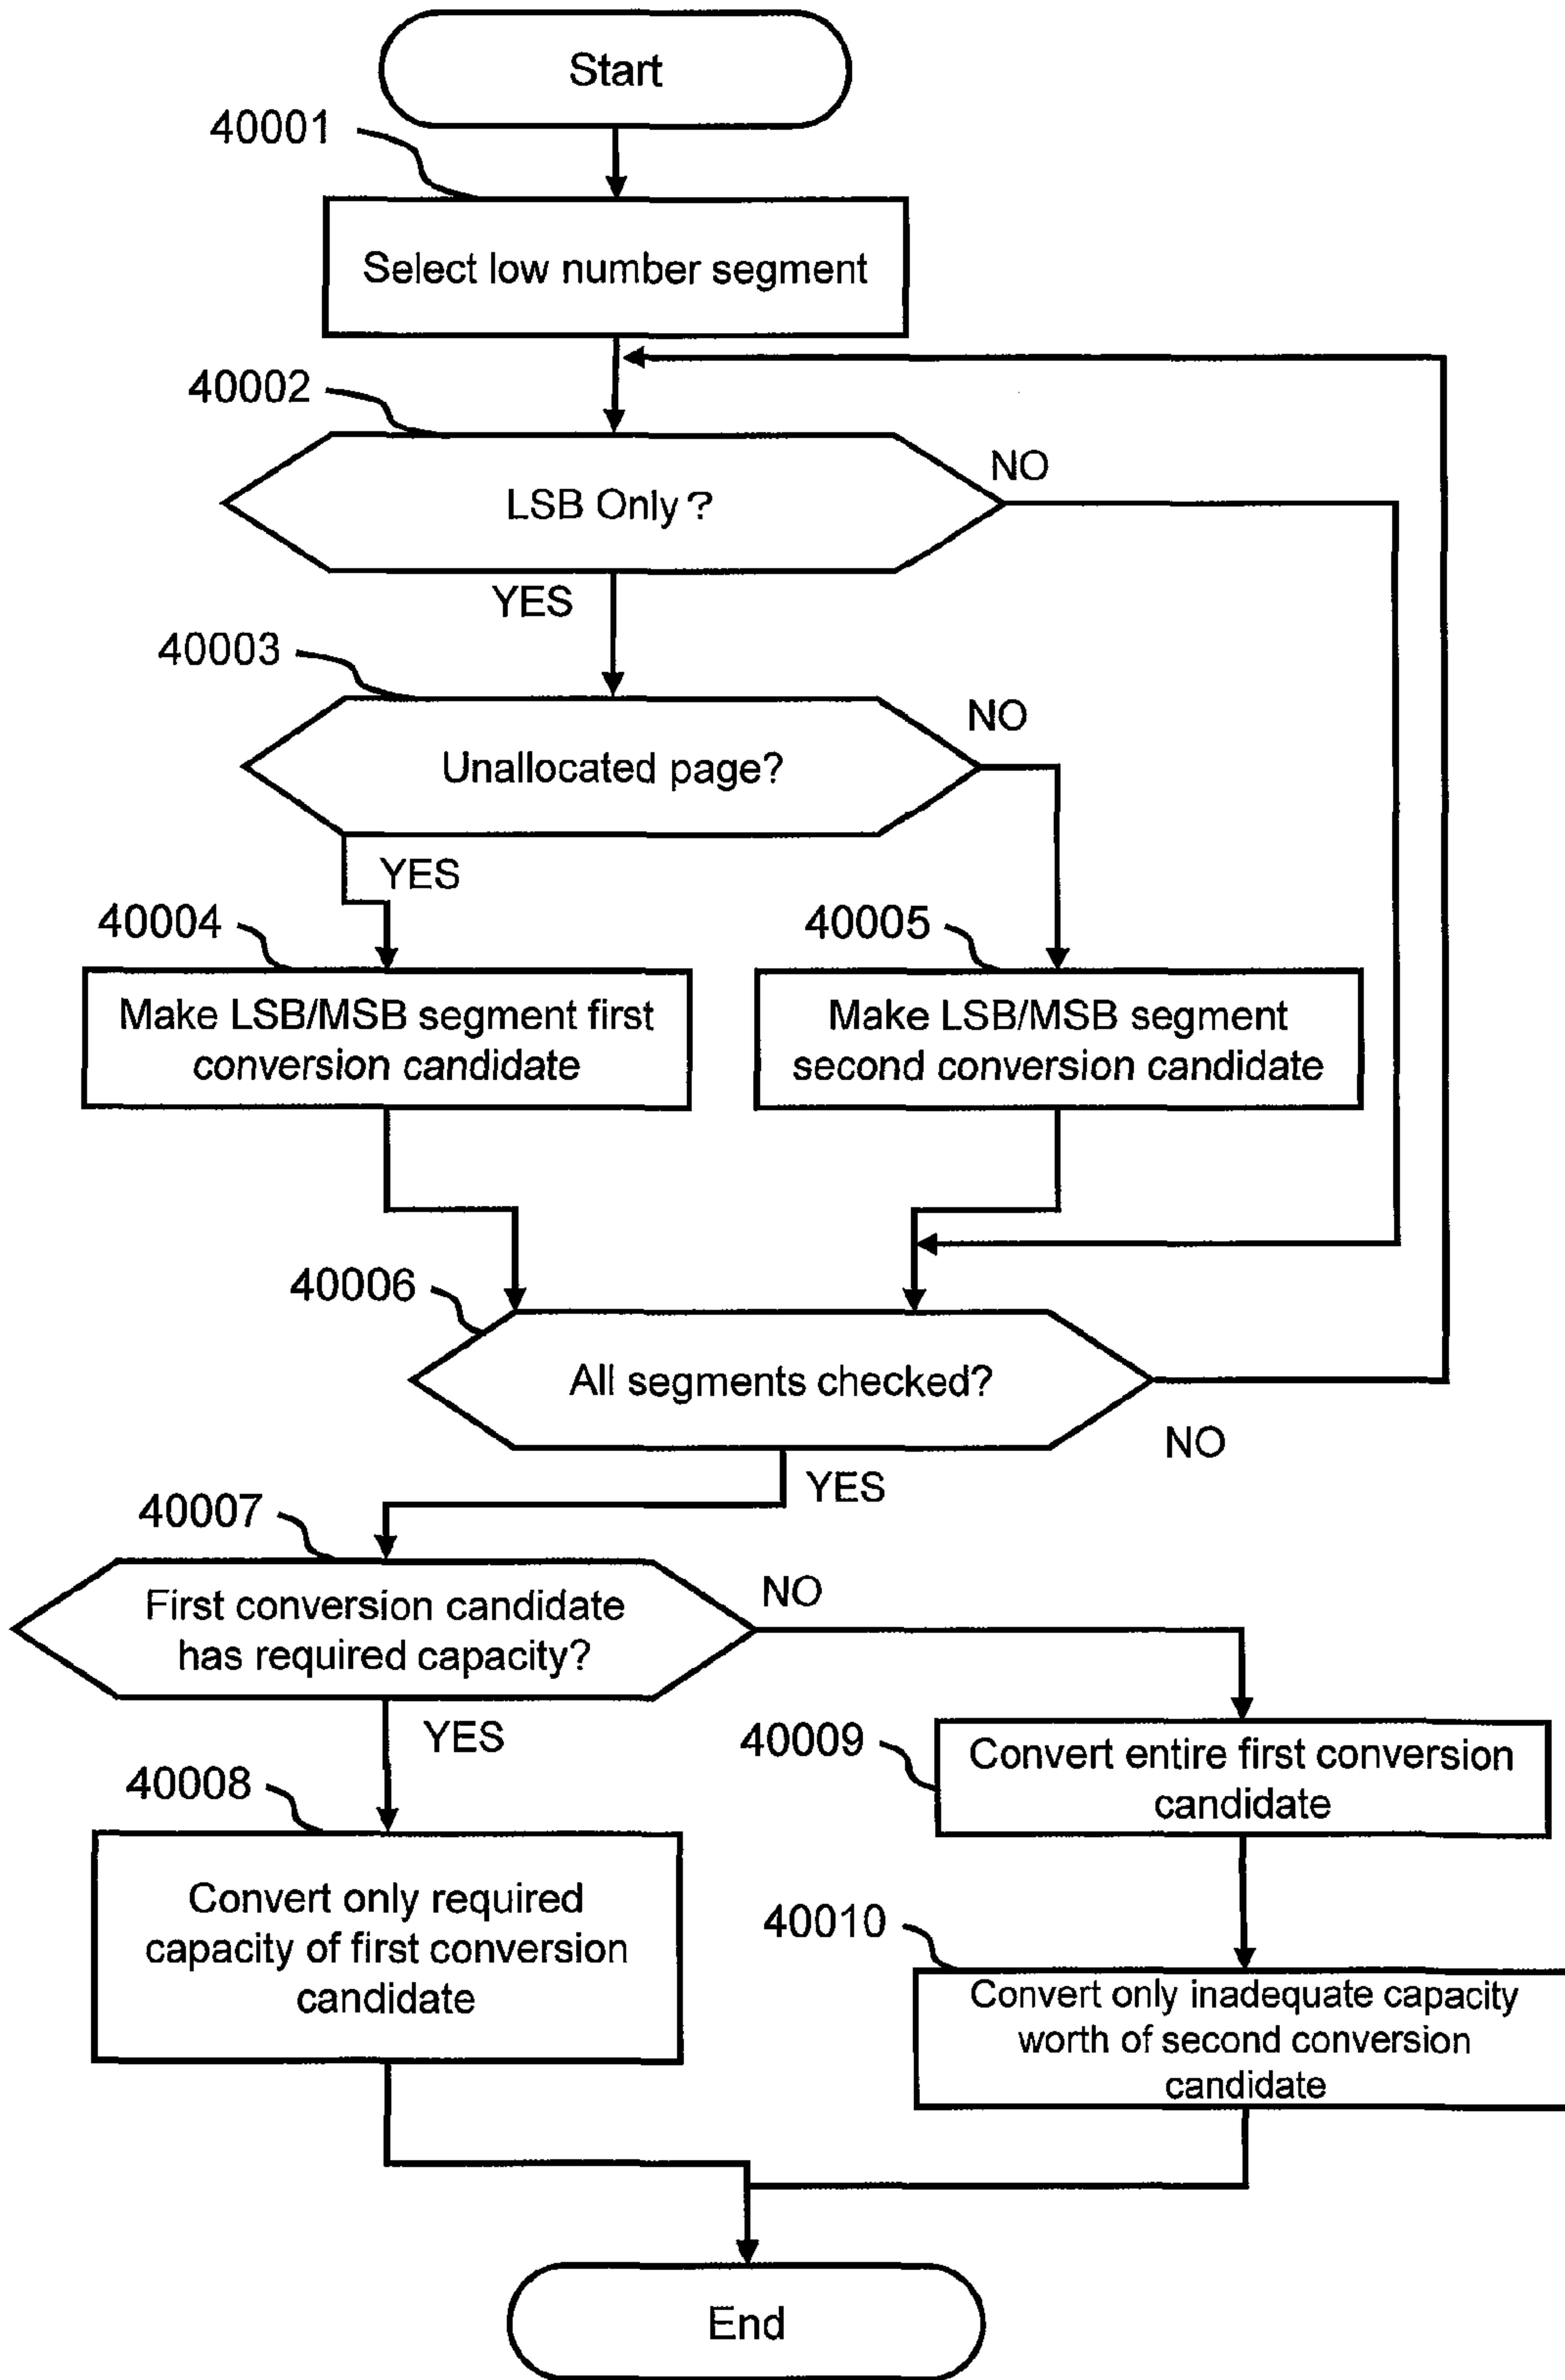 Start
40001
Select low number segment
40002
LSB Only ?
NO
YES
40003
Unallocated page?
NO
YES
40004
Make LSB/MSB segment first
conversion candidate
40005
Make LSB/MSB segment
second conversion candidate
40006
All segments checked?
NO
YES
40007
First conversion candidate
has required capacity?
NO
YES
40008
Convert only required
capacity of first conversion
candidate
40009
Convert entire first conversion
candidate
40010
Convert only inadequate capacity
worth of second conversion
candidate
End